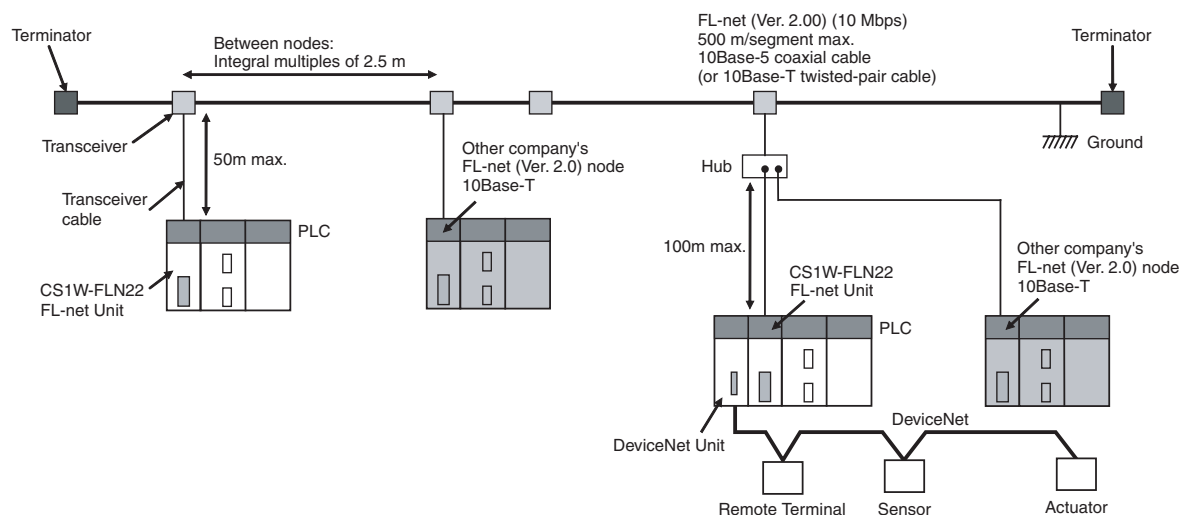 Terminator
Between nodes:
Integral multiples of 2.5 m
FL-net (Ver. 2.00) (10 Mbps)
500 m/segment max.
10Base-5 coaxial cable
(or 10Base-T twisted-pair cable)
Terminator
Transceiver
50m max.
Other company's
FL-net (Ver. 2.0) node
10Base-T
Hub
Ground
Transceiver
cable
PLC
100m max.
CS1W-FLN22
FL-net Unit
CS1W-FLN22
FL-net Unit
Other company's
FL-net (Ver. 2.0) node
10Base-T
PLC
DeviceNet Unit
DeviceNet
Remote Terminal
Sensor
Actuator